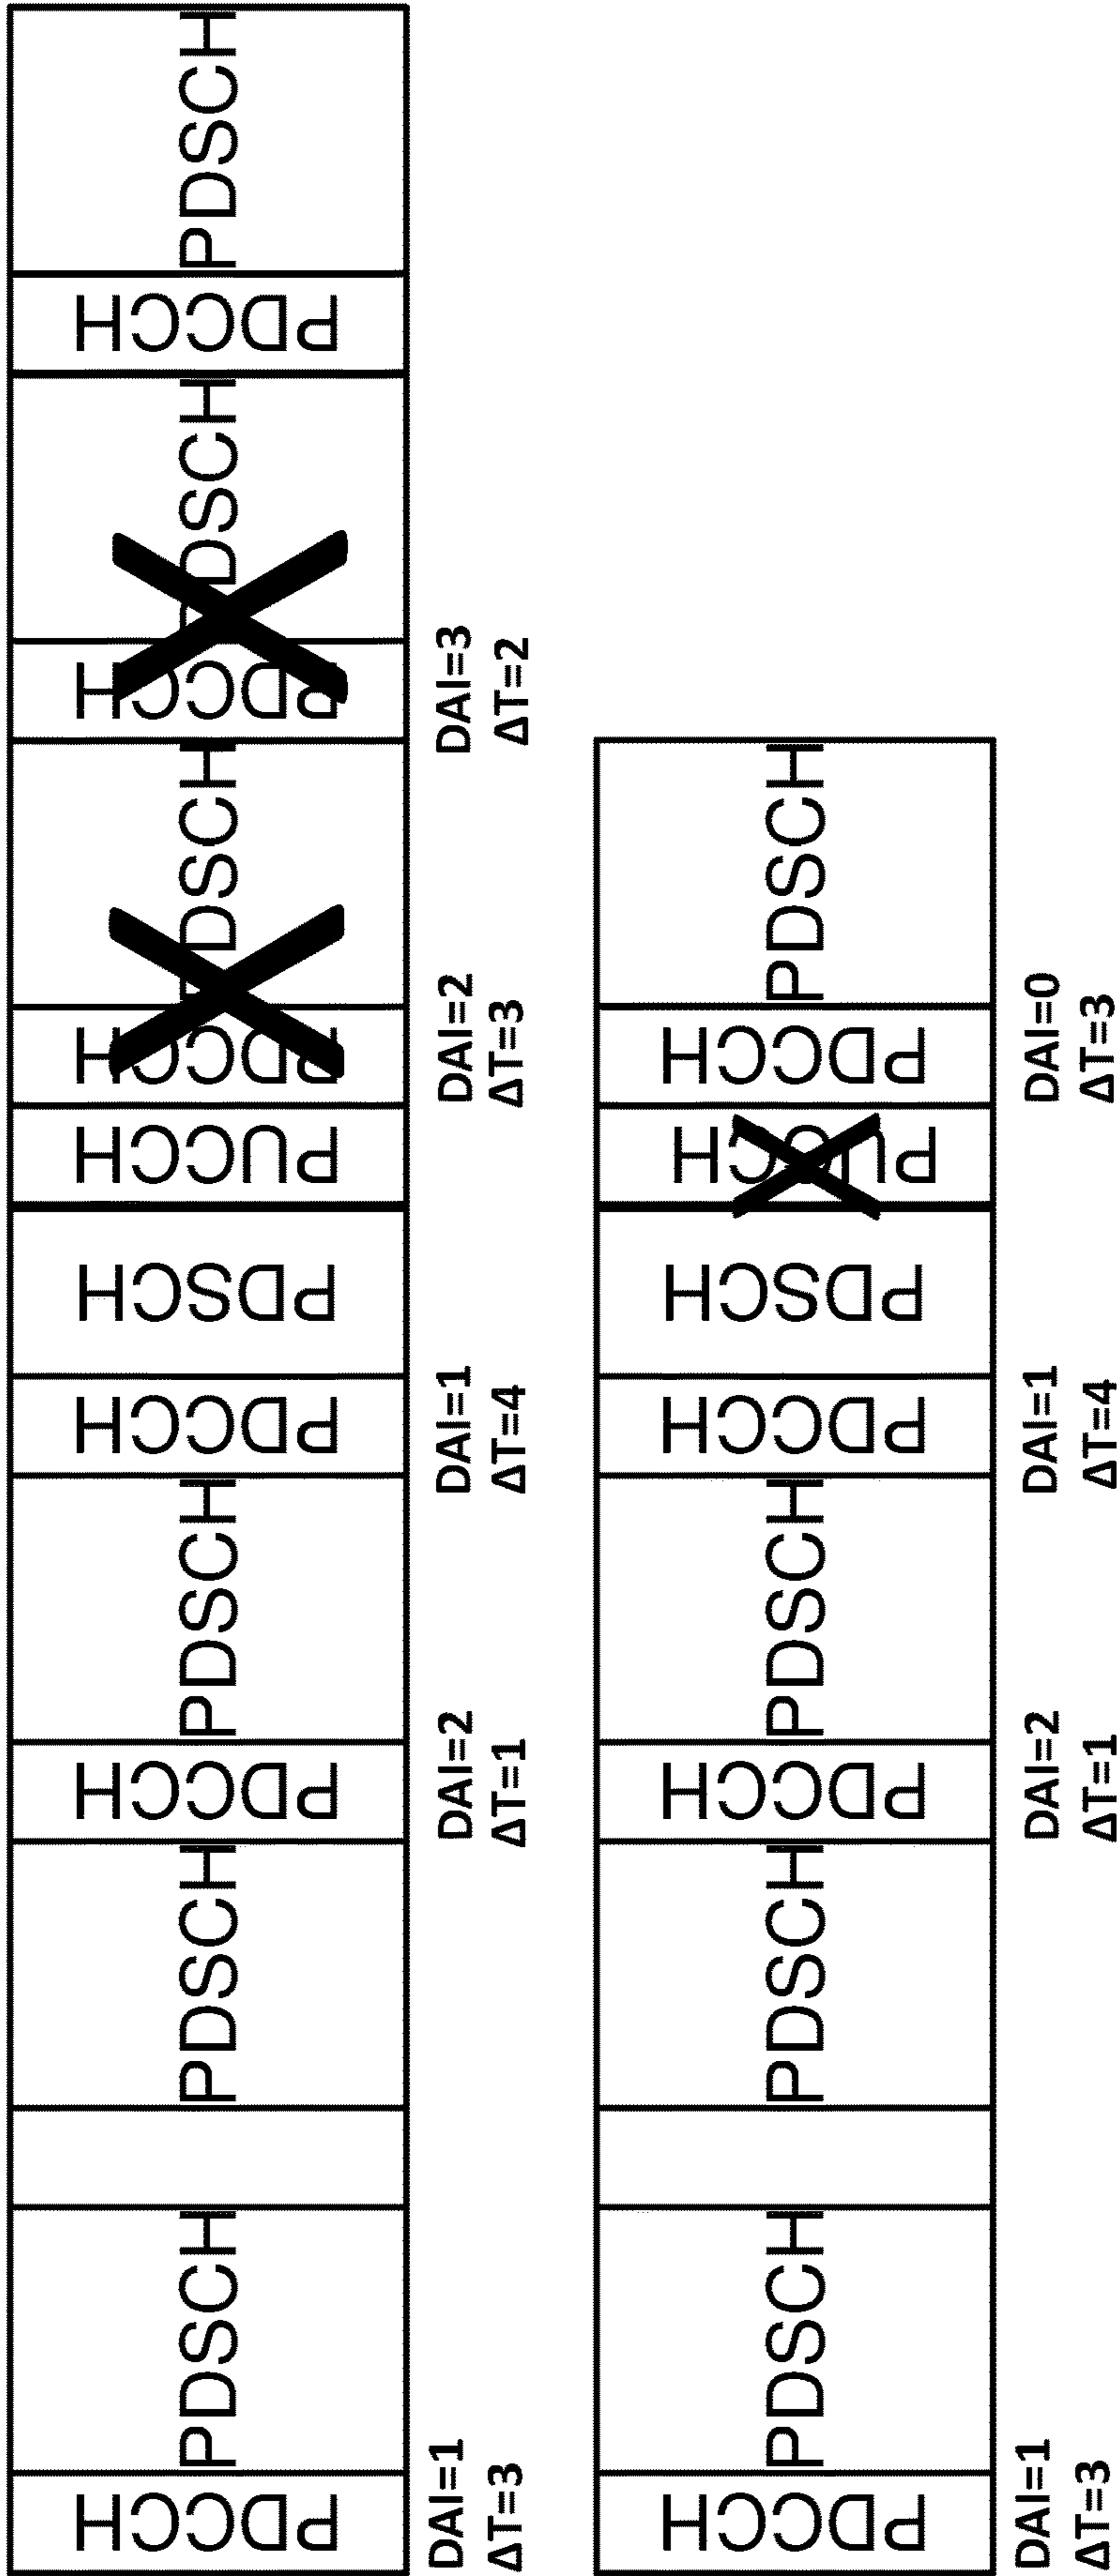 PDCCH
PDSCH
PDSCH
PDCCH
PDSCH
PDCCH
PDSCH
PUCCH
PDCCH
PDSCH
PDCCH
PDSCH
PDCCH
PDSCH
DAI=1
ΔT=3
DAI=2
ΔT=1
DAI=1
ΔT=4
DAI=2
ΔT=3
DAI=3
ΔT=2
PDCCH
PDSCH
PDSCH
PDCCH
PDSCH
PDCCH
PDSCH
PUCCH
PDCCH
PDSCH
DAI=1
ΔT=3
DAI=2
ΔT=1
DAI=1
ΔT=4
DAI=0
ΔT=3